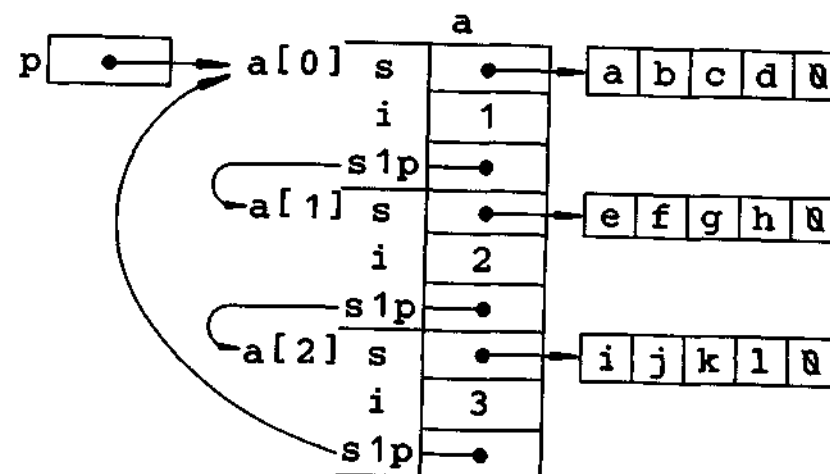 a
p a[0] s a b c d \0
i 1
s1p
a[1] s e f g h \0
i 2
s1p
a[2] s i j k l \0
i 3
s1p